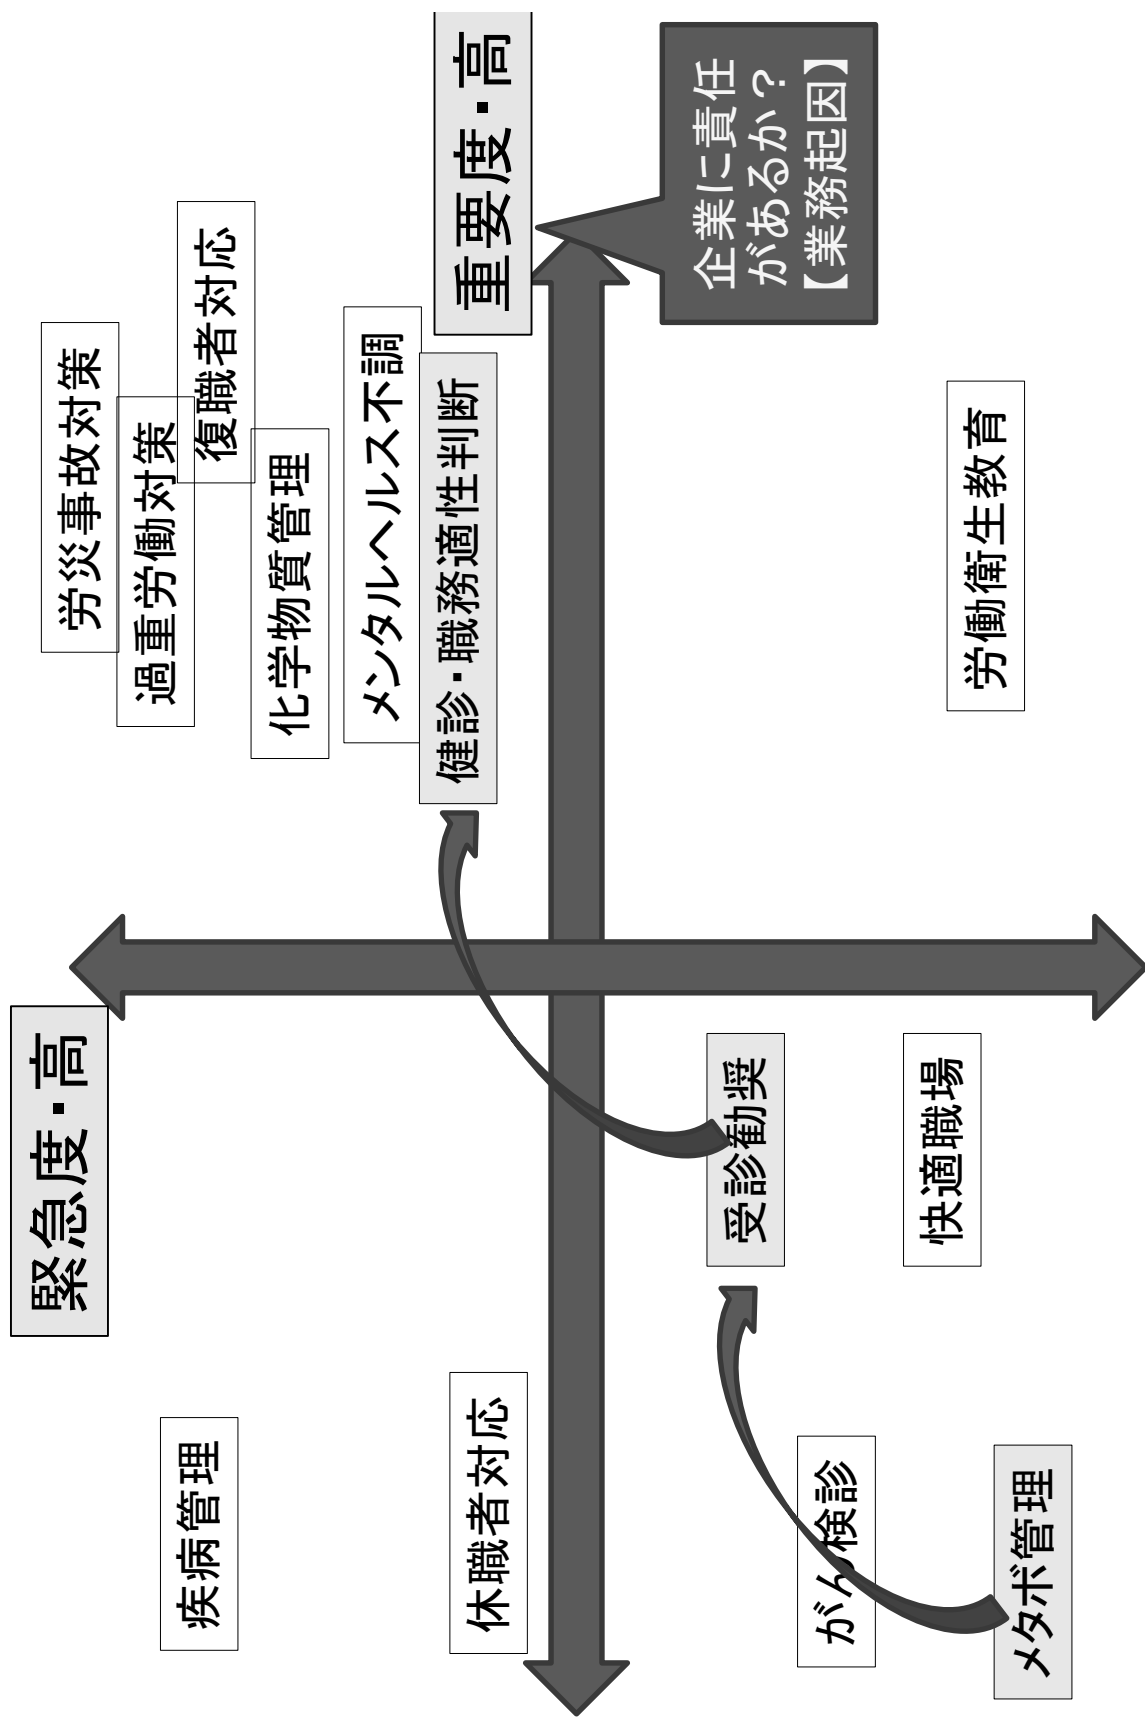 緊急度・高
労災事故対策
過重労働対策
復職者対応
疾病管理
化学物質管理
メンタルヘルス不調
健診・職務適性判断
休職者対応
重要度・高
企業に責任
があるか？
【業務起因】
受診勧奨
がん検診
快適職場
労働衛生教育
メタボ管理